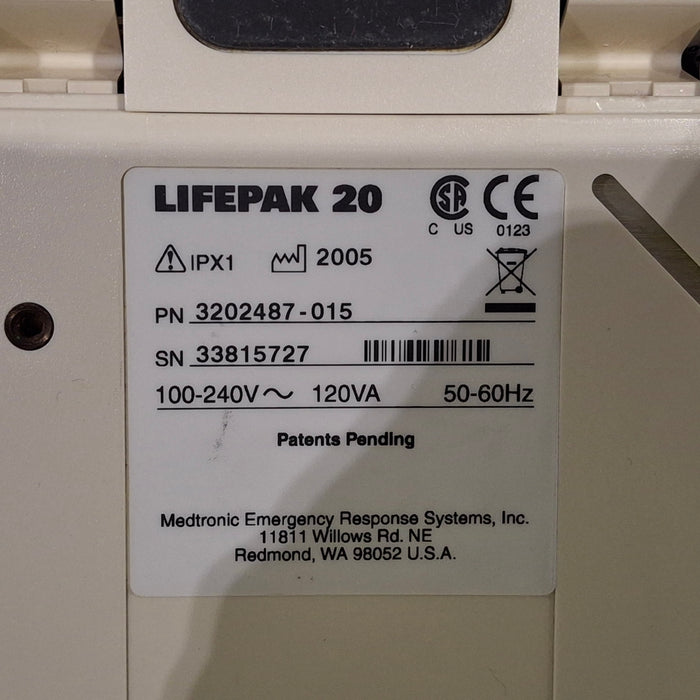 LIFEPAK 20
C US 0123
IPX1 2005
PN 3202487-015
SN 33815727
100-240V~ 120VA 50-60Hz
Patents Pending
Medtronic Emergency Response Systems, Inc.
11811 Willows Rd. NE
Redmond, WA 98052 U.S.A.